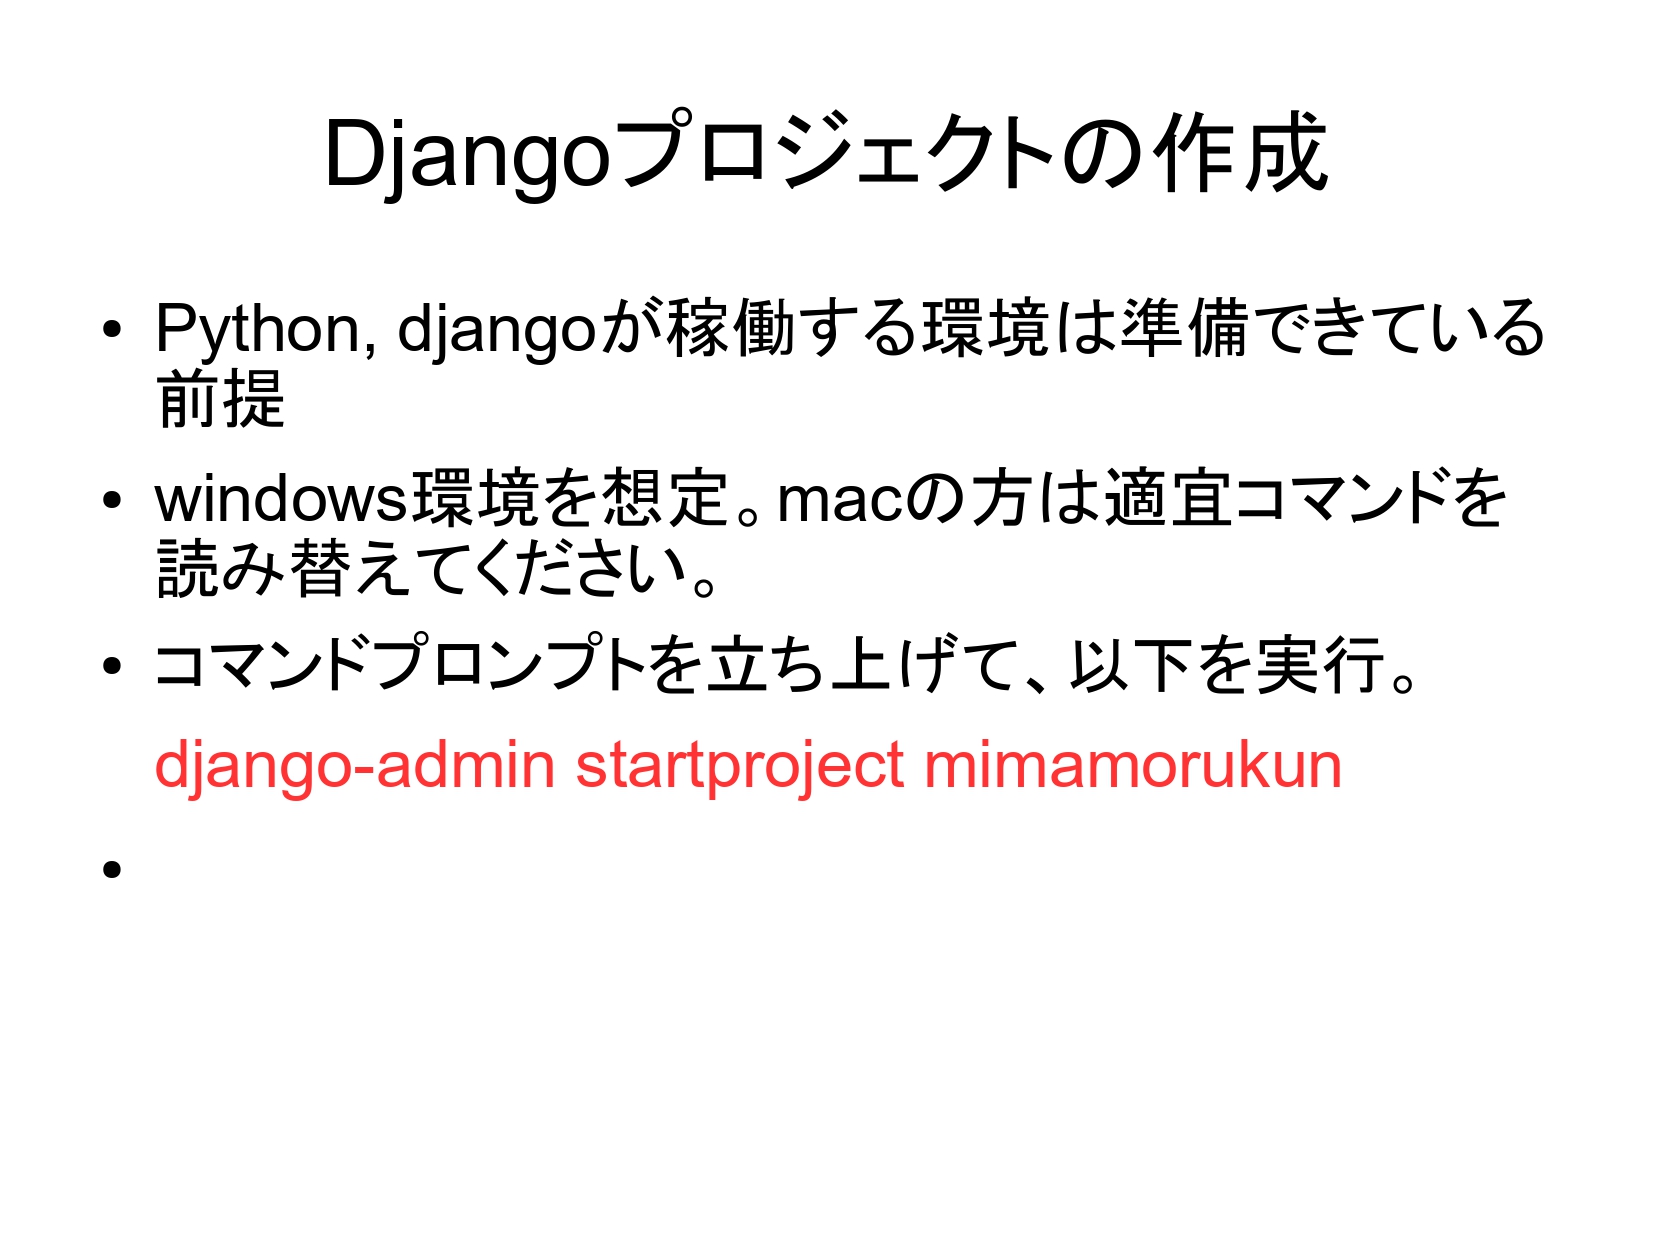 Djangoプロジェクトの作成
● Python, djangoが稼働する環境は準備できている
前提
● windows環境を想定。macの方は適宜コマンドを
読み替えてください。
● コマンドプロンプトを立ち上げて、以下を実行。
django-admin startproject mimamorukun
●